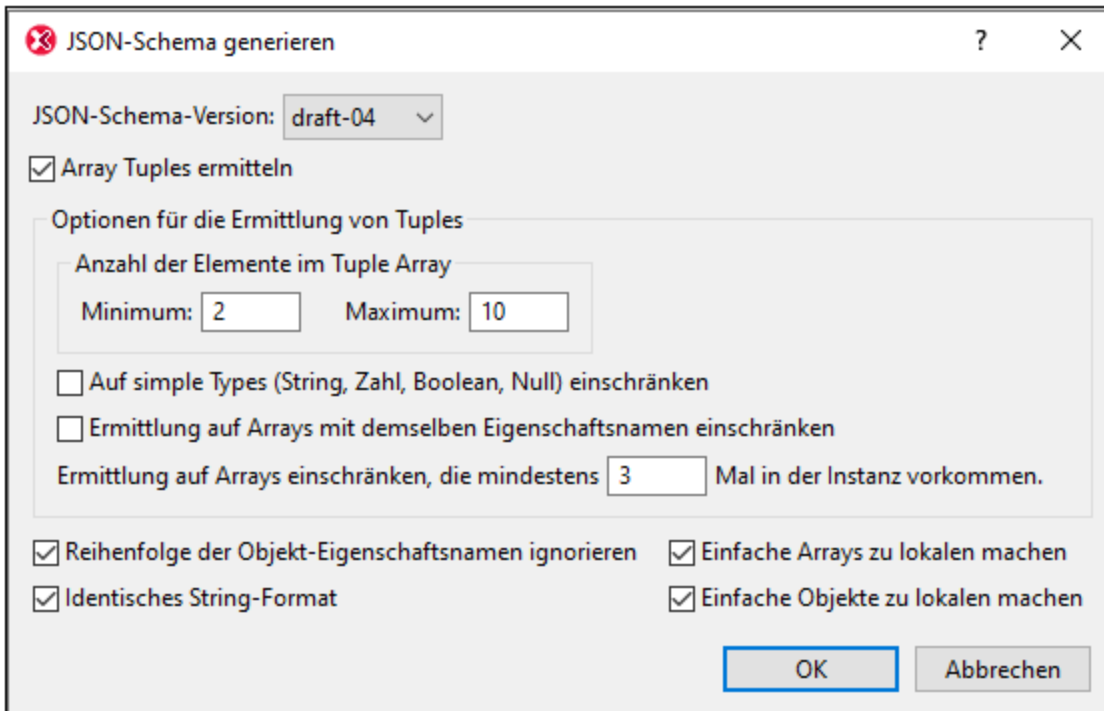 JSON-Schema generieren ?
JSON-Schema-Version: draft-04
Array Tuples ermitteln
Optionen für die Ermittlung von Tuples
Anzahl der Elemente im Tuple Array
Minimum: 2 Maximum: 10
Auf simple Types (String, Zahl, Boolean, Null) einschränken
Ermittlung auf Arrays mit demselben Eigenschaftsnamen einschränken
Ermittlung auf Arrays einschränken, die mindestens 3 Mal in der Instanz vorkommen.
Reihenfolge der Objekt-Eigenschaftsnamen ignorieren Einfache Arrays zu lokalen machen
Identisches String-Format Einfache Objekte zu lokalen machen
OK Abbrechen